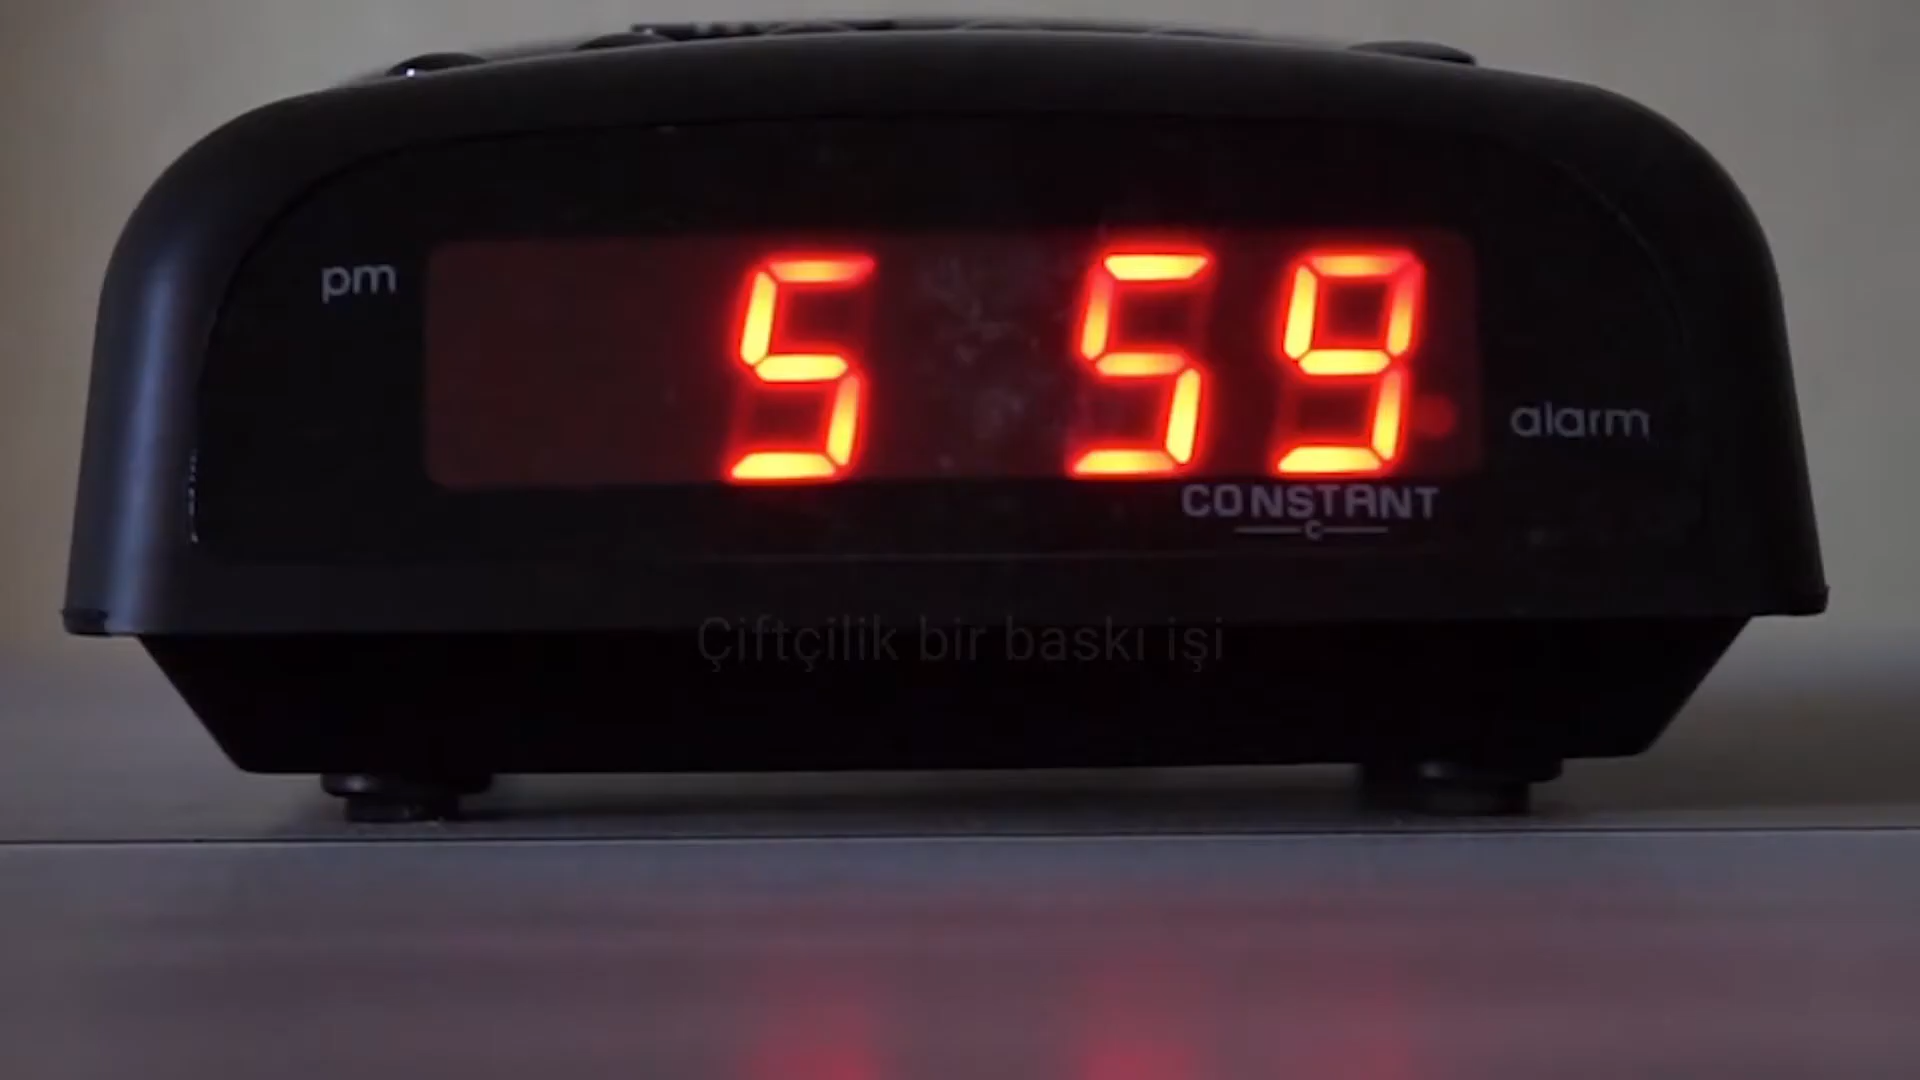 pm
5 59
alarm
CONSTANT
C
Çiftçilik bir baskı işi